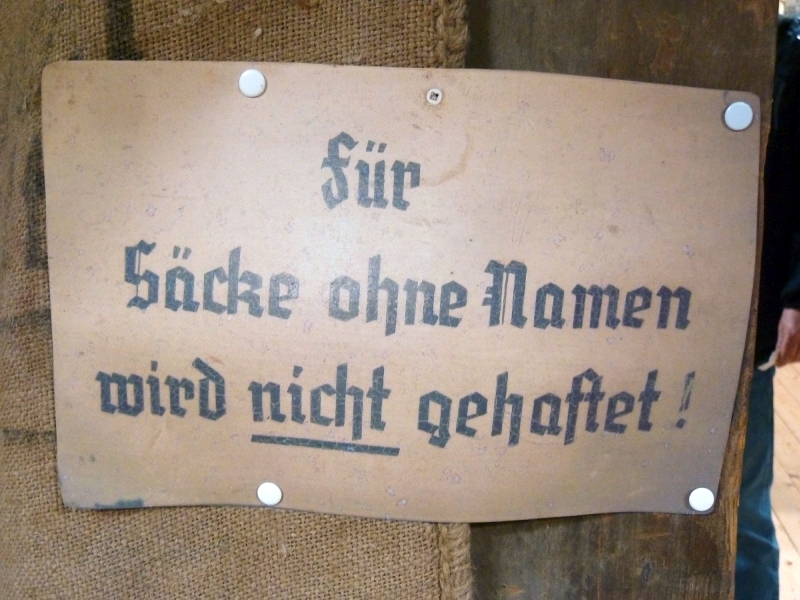 Für
Säcke ohne Namen
wird nicht gehaftet!